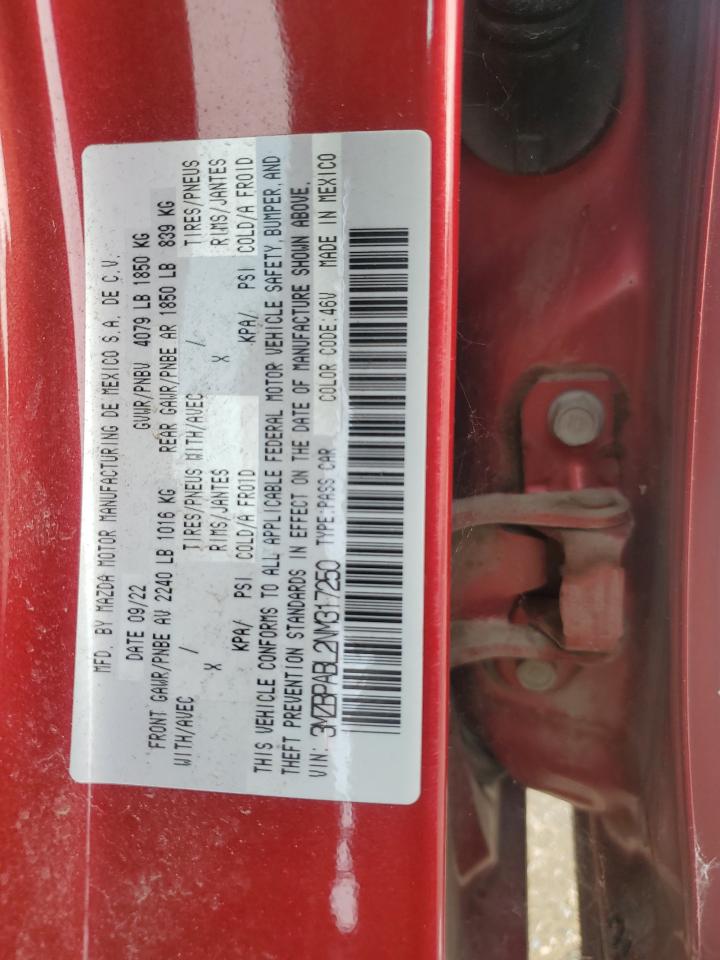 MFD. BY MAZDA MOTOR MANUFACTURING DE MEXICO S.A. DE C.V.
DATE 09/22 GVWR/PNBV 4079 LB 1850 KG
FRONT GAWR/PNBE AV 2240 LB 1016 KG REAR GAWR/PNBE AR 1850 LB 839 KG
WITH/AVEC / TIRES/PNEUS WITH/AVEC / TIRES/PNEUS
X RIMS/JANTES X RIMS/JANTES
KPA/ PSI COLD/A FROID KPA/ PSI COLD/A FROID
THIS VEHICLE CONFORMS TO ALL APPLICABLE FEDERAL MOTOR VEHICLE SAFETY, BUMPER, AND
THEFT PREVENTION STANDARDS IN EFFECT ON THE DATE OF MANUFACTURE SHOWN ABOVE.
VIN: 3MZBPABL2NM317250 TYPE:PASS CAR COLOR CODE:46V MADE IN MEXICO